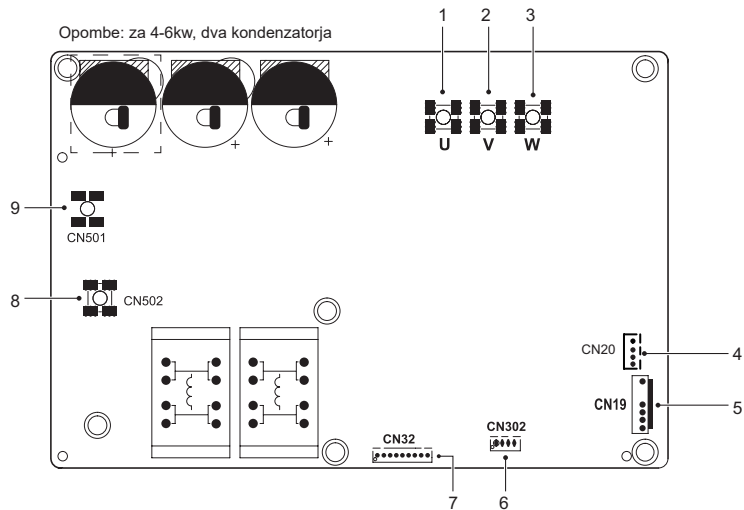 1 2 3
Opombe: za 4-6kw, dva kondenzatorja
+ + +
U V W
9
CN501
8 CN502
CN20 4
CN19 5
CN302
CN32
7 6